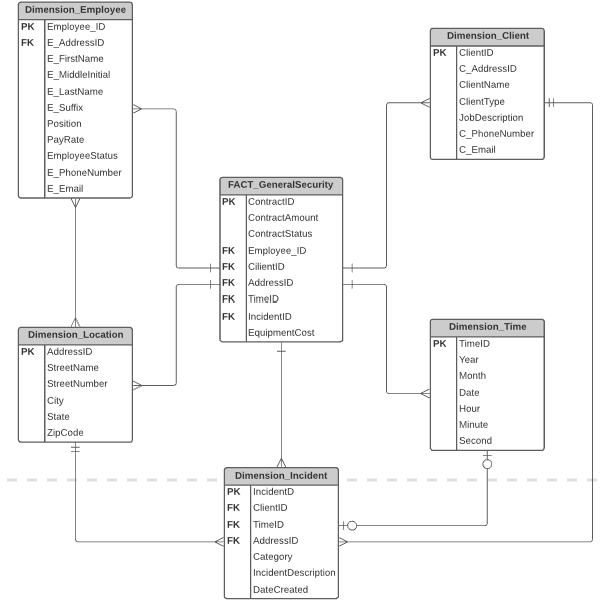 Dimension_Employee
PK Employee_ID
FK E_AddressID
E_FirstName
E_MiddleInitial
E_LastName
E_Suffix
Position
PayRate
EmployeeStatus
E_PhoneNumber
E_Email
Dimension_Client
PK ClientID
C_AddressID
ClientName
ClientType
JobDescription
C_PhoneNumber
C_Email
FACT_GeneralSecurity
PK ContractID
ContractAmount
ContractStatus
FK Employee_ID
FK CilientID
FK AddressID
FK TimeID
FK IncidentID
EquipmentCost
Dimension_Location
PK AddressID
StreetName
StreetNumber
City
State
ZipCode
Dimension_Time
PK TimeID
Year
Month
Date
Hour
Minute
Second
Dimension_Incident
PK IncidentD
FK ClientID
FK TimeID
FK AddressID
Category
IncidentDescription
DateCreated